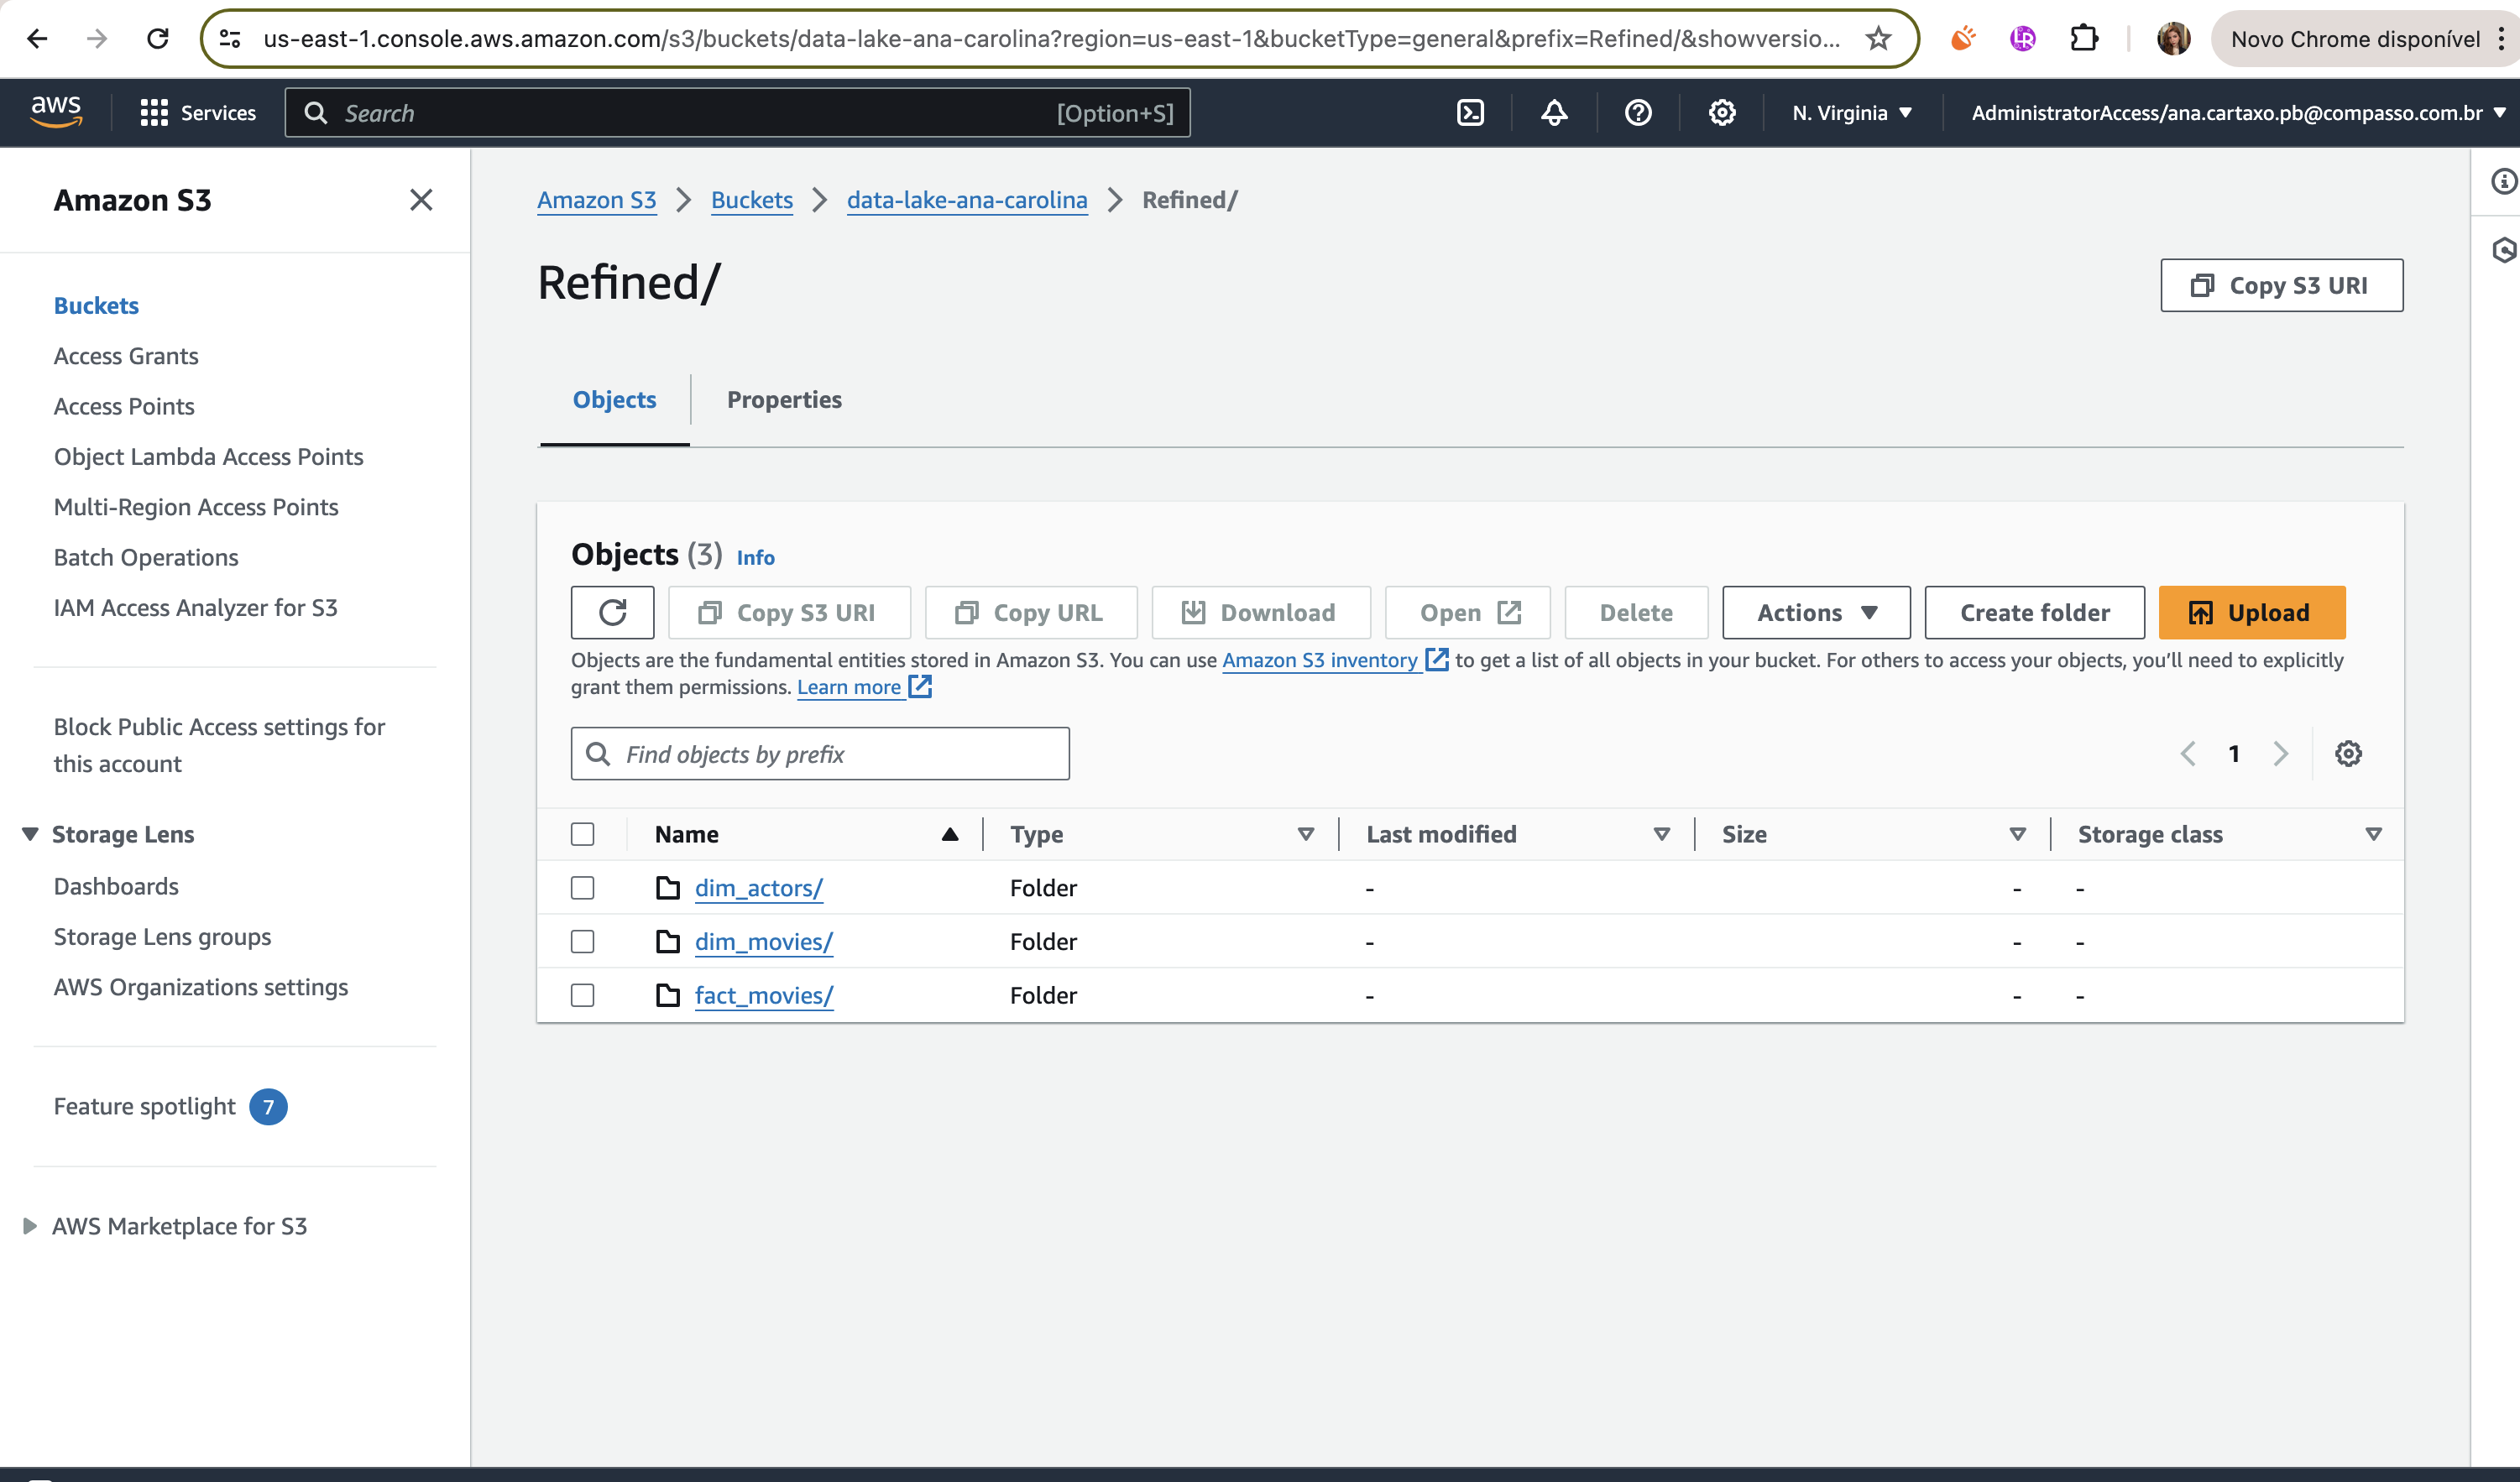 us-east-1.console.aws.amazon.com/s3/buckets/data-lake-ana-carolina?region=us-east-1&bucketType=general&prefix=Refined/&showversio...
Novo Chrome disponível
aws
Services
Search
[Option+S]
N. Virginia
AdministratorAccess/ana.cartaxo.pb@compasso.com.br
Amazon S3
Buckets
Access Grants
Access Points
Object Lambda Access Points
Multi-Region Access Points
Batch Operations
IAM Access Analyzer for S3
Block Public Access settings for
this account
Storage Lens
Dashboards
Storage Lens groups
AWS Organizations settings
Feature spotlight 7
AWS Marketplace for S3
Amazon S3 > Buckets > data-lake-ana-carolina > Refined/
Refined/
Copy S3 URI
Objects
Properties
Objects (3) Info
Copy S3 URI
Copy URL
Download
Open
Delete
Actions
Create folder
Upload
Objects are the fundamental entities stored in Amazon S3. You can use Amazon S3 inventory to get a list of all objects in your bucket. For others to access your objects, you'll need to explicitly
grant them permissions. Learn more
Find objects by prefix
1
Name Type Last modified Size Storage class
dim_actors/ Folder - - -
dim_movies/ Folder - - -
fact_movies/ Folder - - -